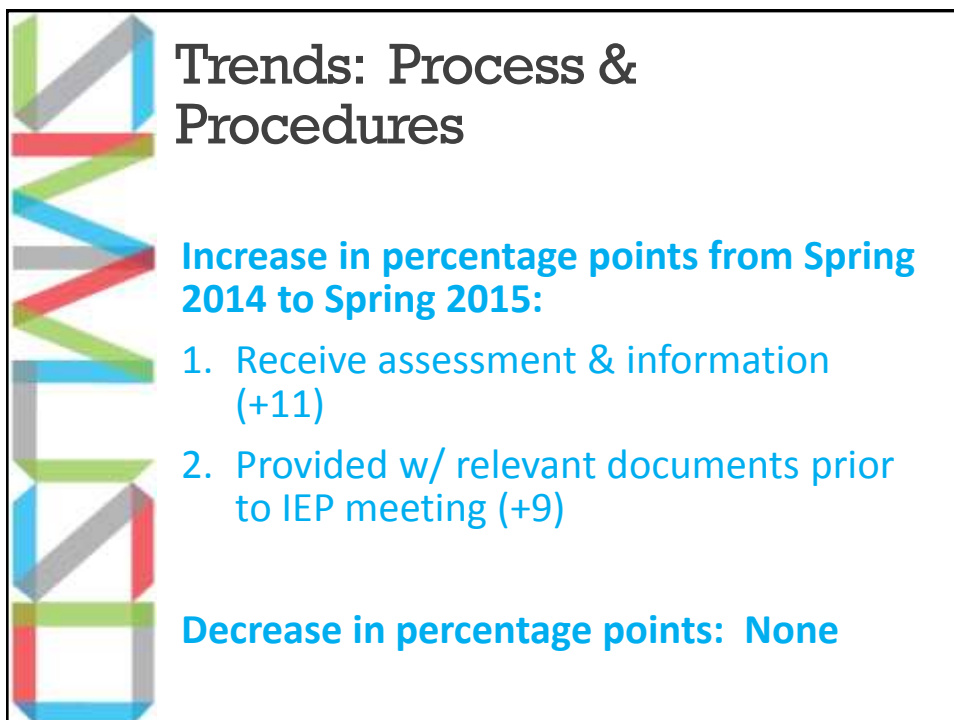 Trends: Process &
Procedures
Increase in percentage points from Spring
2014 to Spring 2015:
1. Receive assessment & information
(+11)
2. Provided w/ relevant documents prior
to IEP meeting (+9)
Decrease in percentage points: None